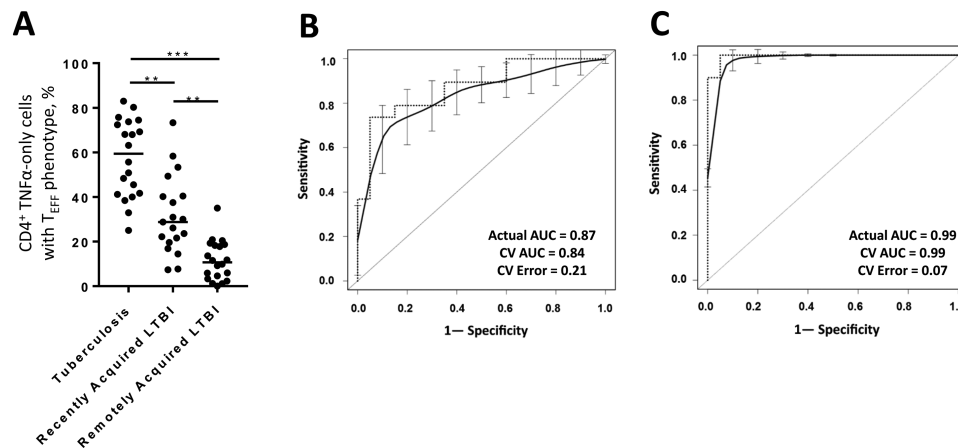 A
CD4⁺ TNFα-only cells
with T_EFF phenotype, %
100
80
60
40
20
0
***
**
**
Tuberculosis
Recently Acquired LTBI
Remotely Acquired LTBI
B
Sensitivity
1.0
0.8
0.6
0.4
0.2
0.0
Actual AUC = 0.87
CV AUC = 0.84
CV Error = 0.21
0.0 0.2 0.4 0.6 0.8 1.0
1— Specificity
C
Sensitivity
1.0
0.8
0.6
0.4
0.2
0.0
Actual AUC = 0.99
CV AUC = 0.99
CV Error = 0.07
0.0 0.2 0.4 0.6 0.8 1.
1— Specificity